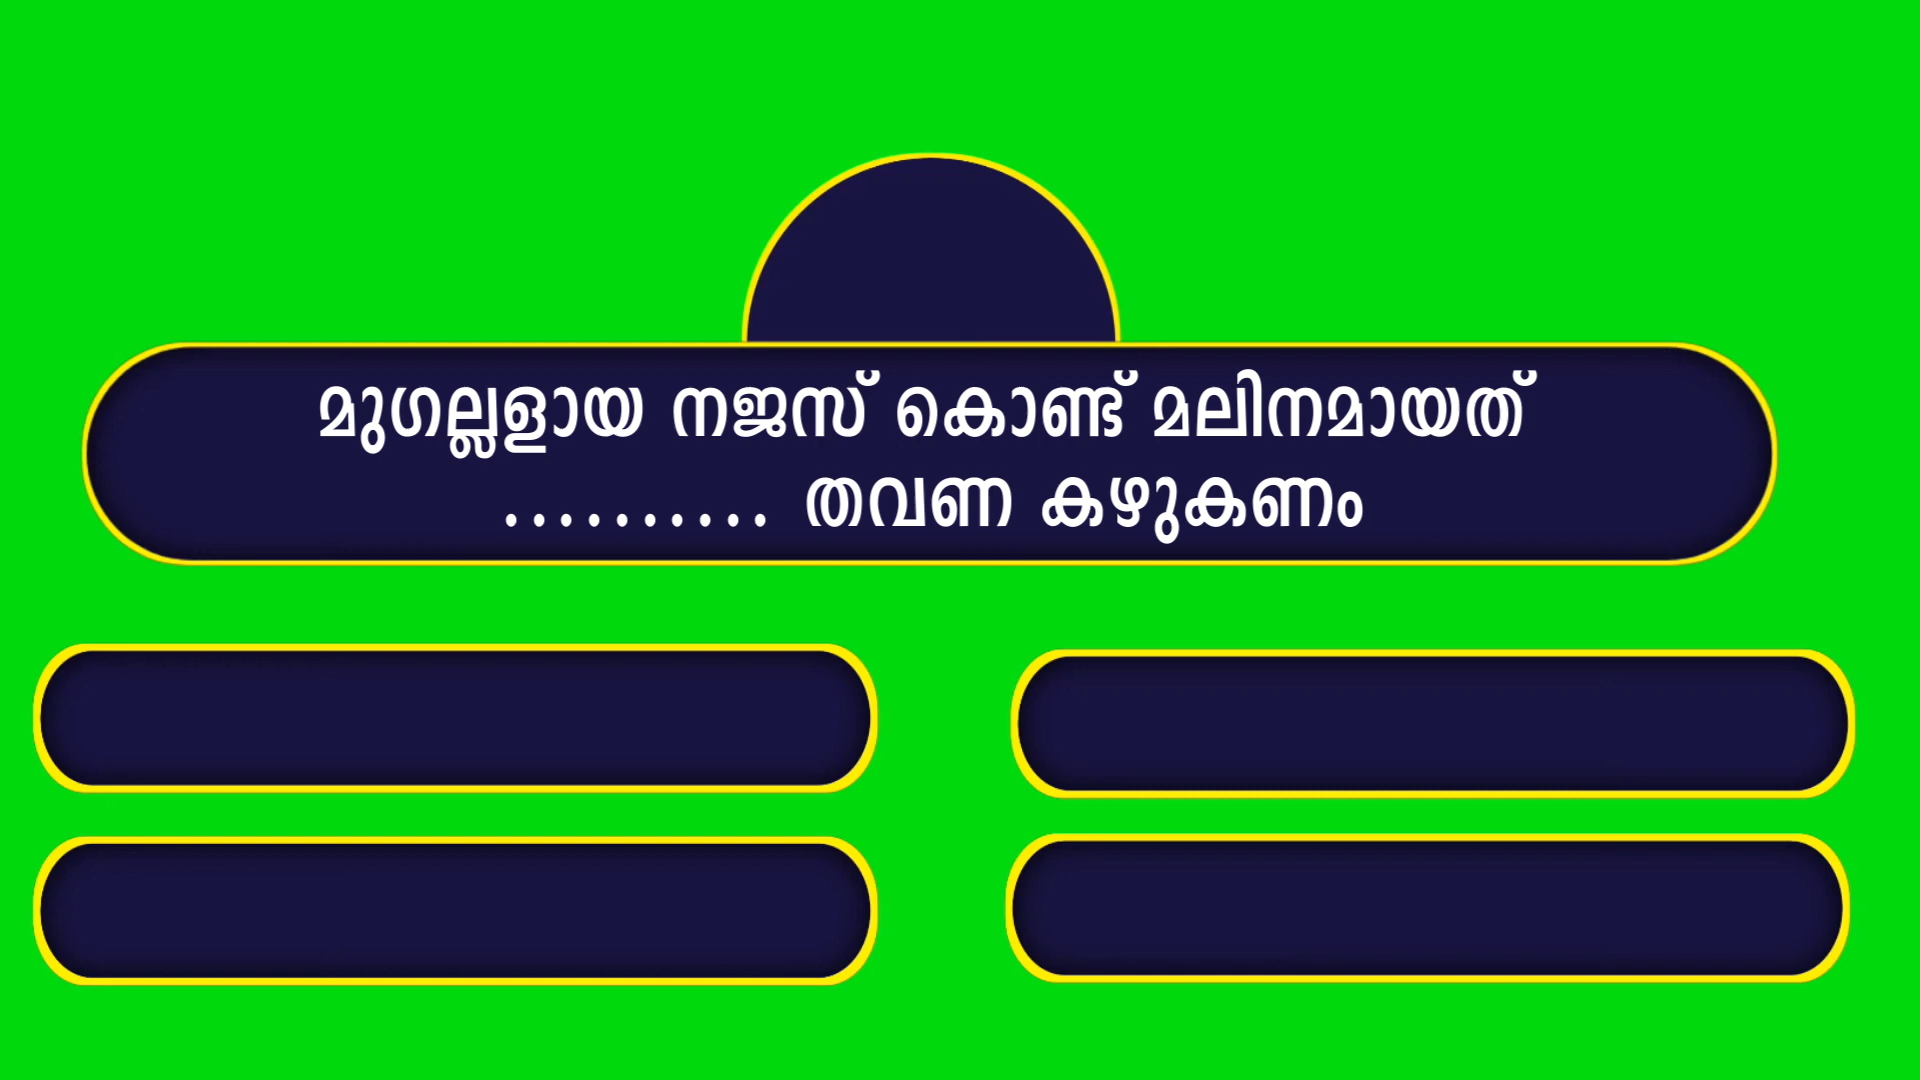 മുഗല്ലളായ നജസ് കൊണ്ട് മലിനമായത്
.......... തവണ കഴുകണം